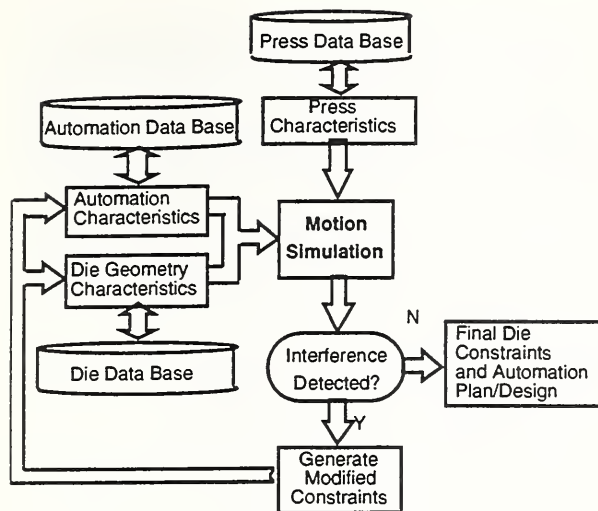 Press Data Base
Press
Characteristics
Automation Data Base
Automation
Characteristics
Motion
Simulation
Die Geometry
Characteristics
Die Data Base
Interference
Detected?
N
Final Die
Constraints
and Automation
Plan/Design
Y
Generate
Modified
Constraints